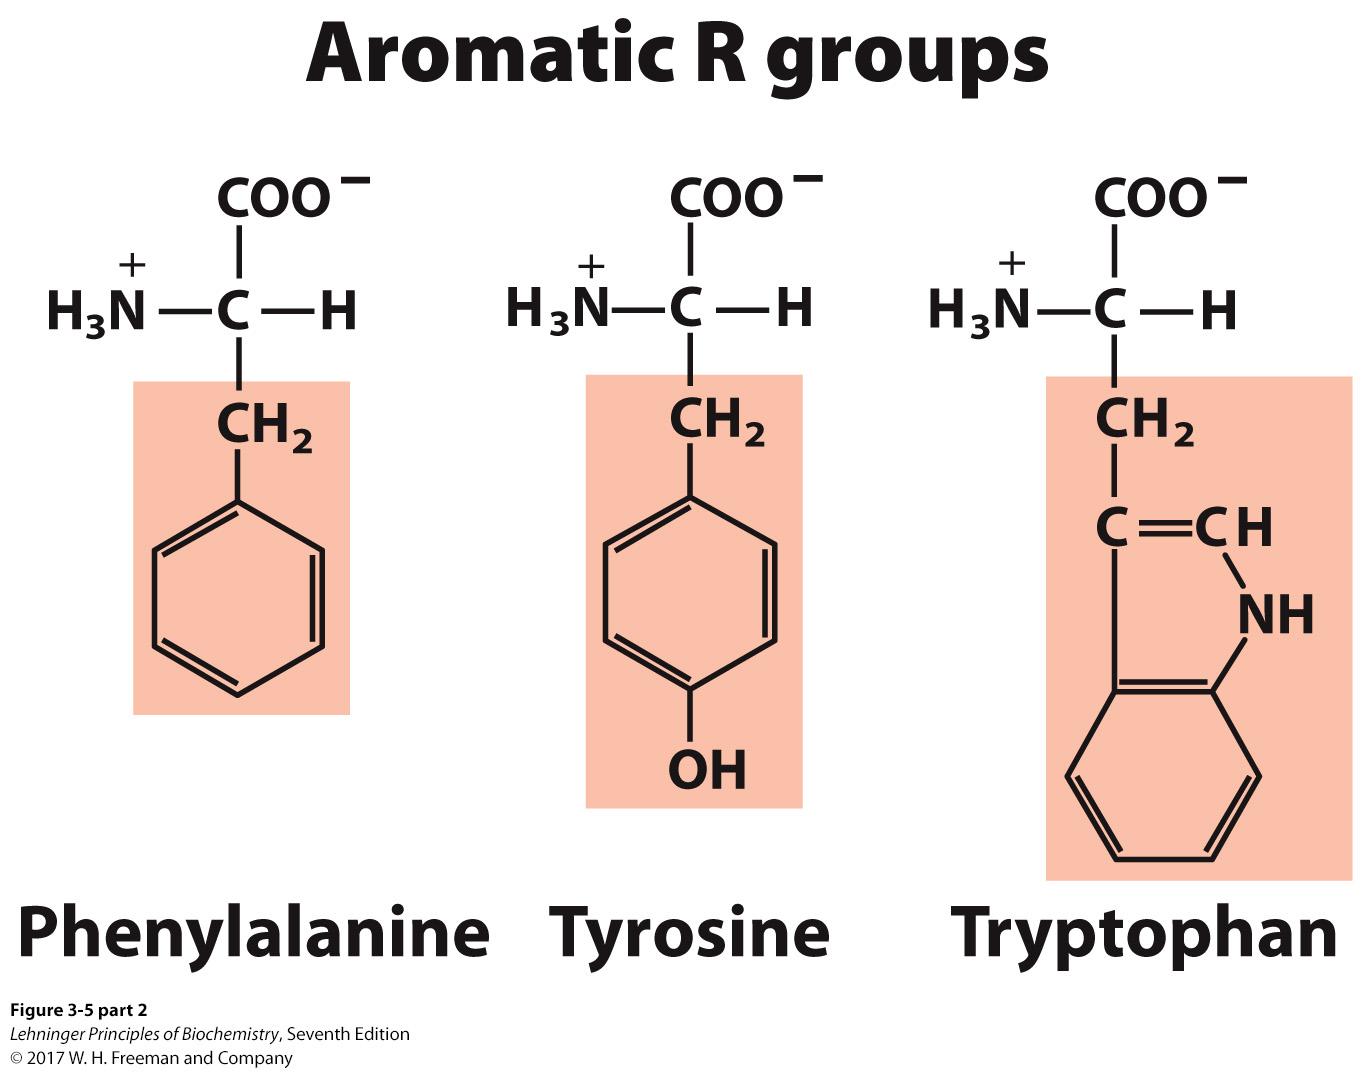 Aromatic R groups
COO− COO− COO−
+ + +
H3N C H H3N C H H3N C H
CH2 CH2 CH2
C CH
NH
OH
Phenylalanine Tyrosine Tryptophan
Figure 3-5 part 2
Lehninger Principles of Biochemistry, Seventh Edition
© 2017 W. H. Freeman and Company